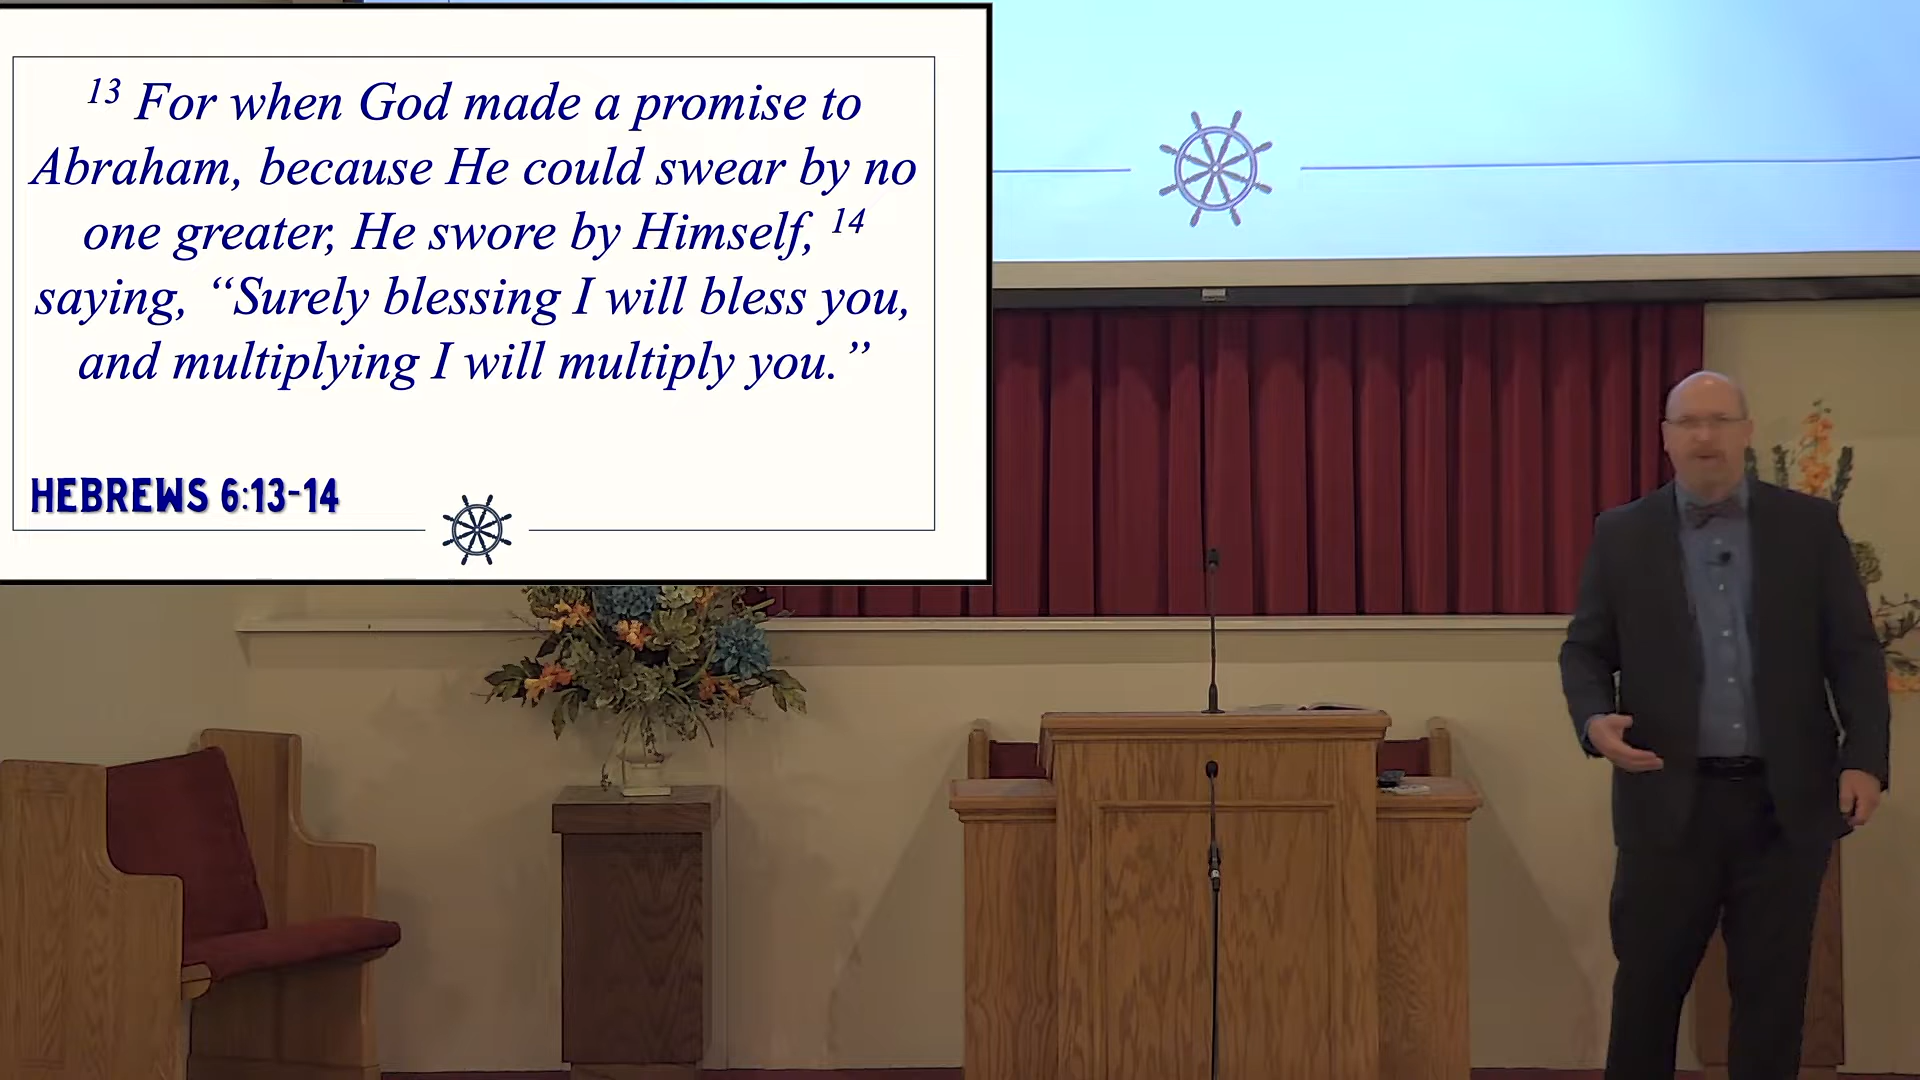 13 For when God made a promise to
Abraham, because He could swear by no
one greater, He swore by Himself, 14
saying, “Surely blessing I will bless you,
and multiplying I will multiply you.”
HEBREWS 6:13-14